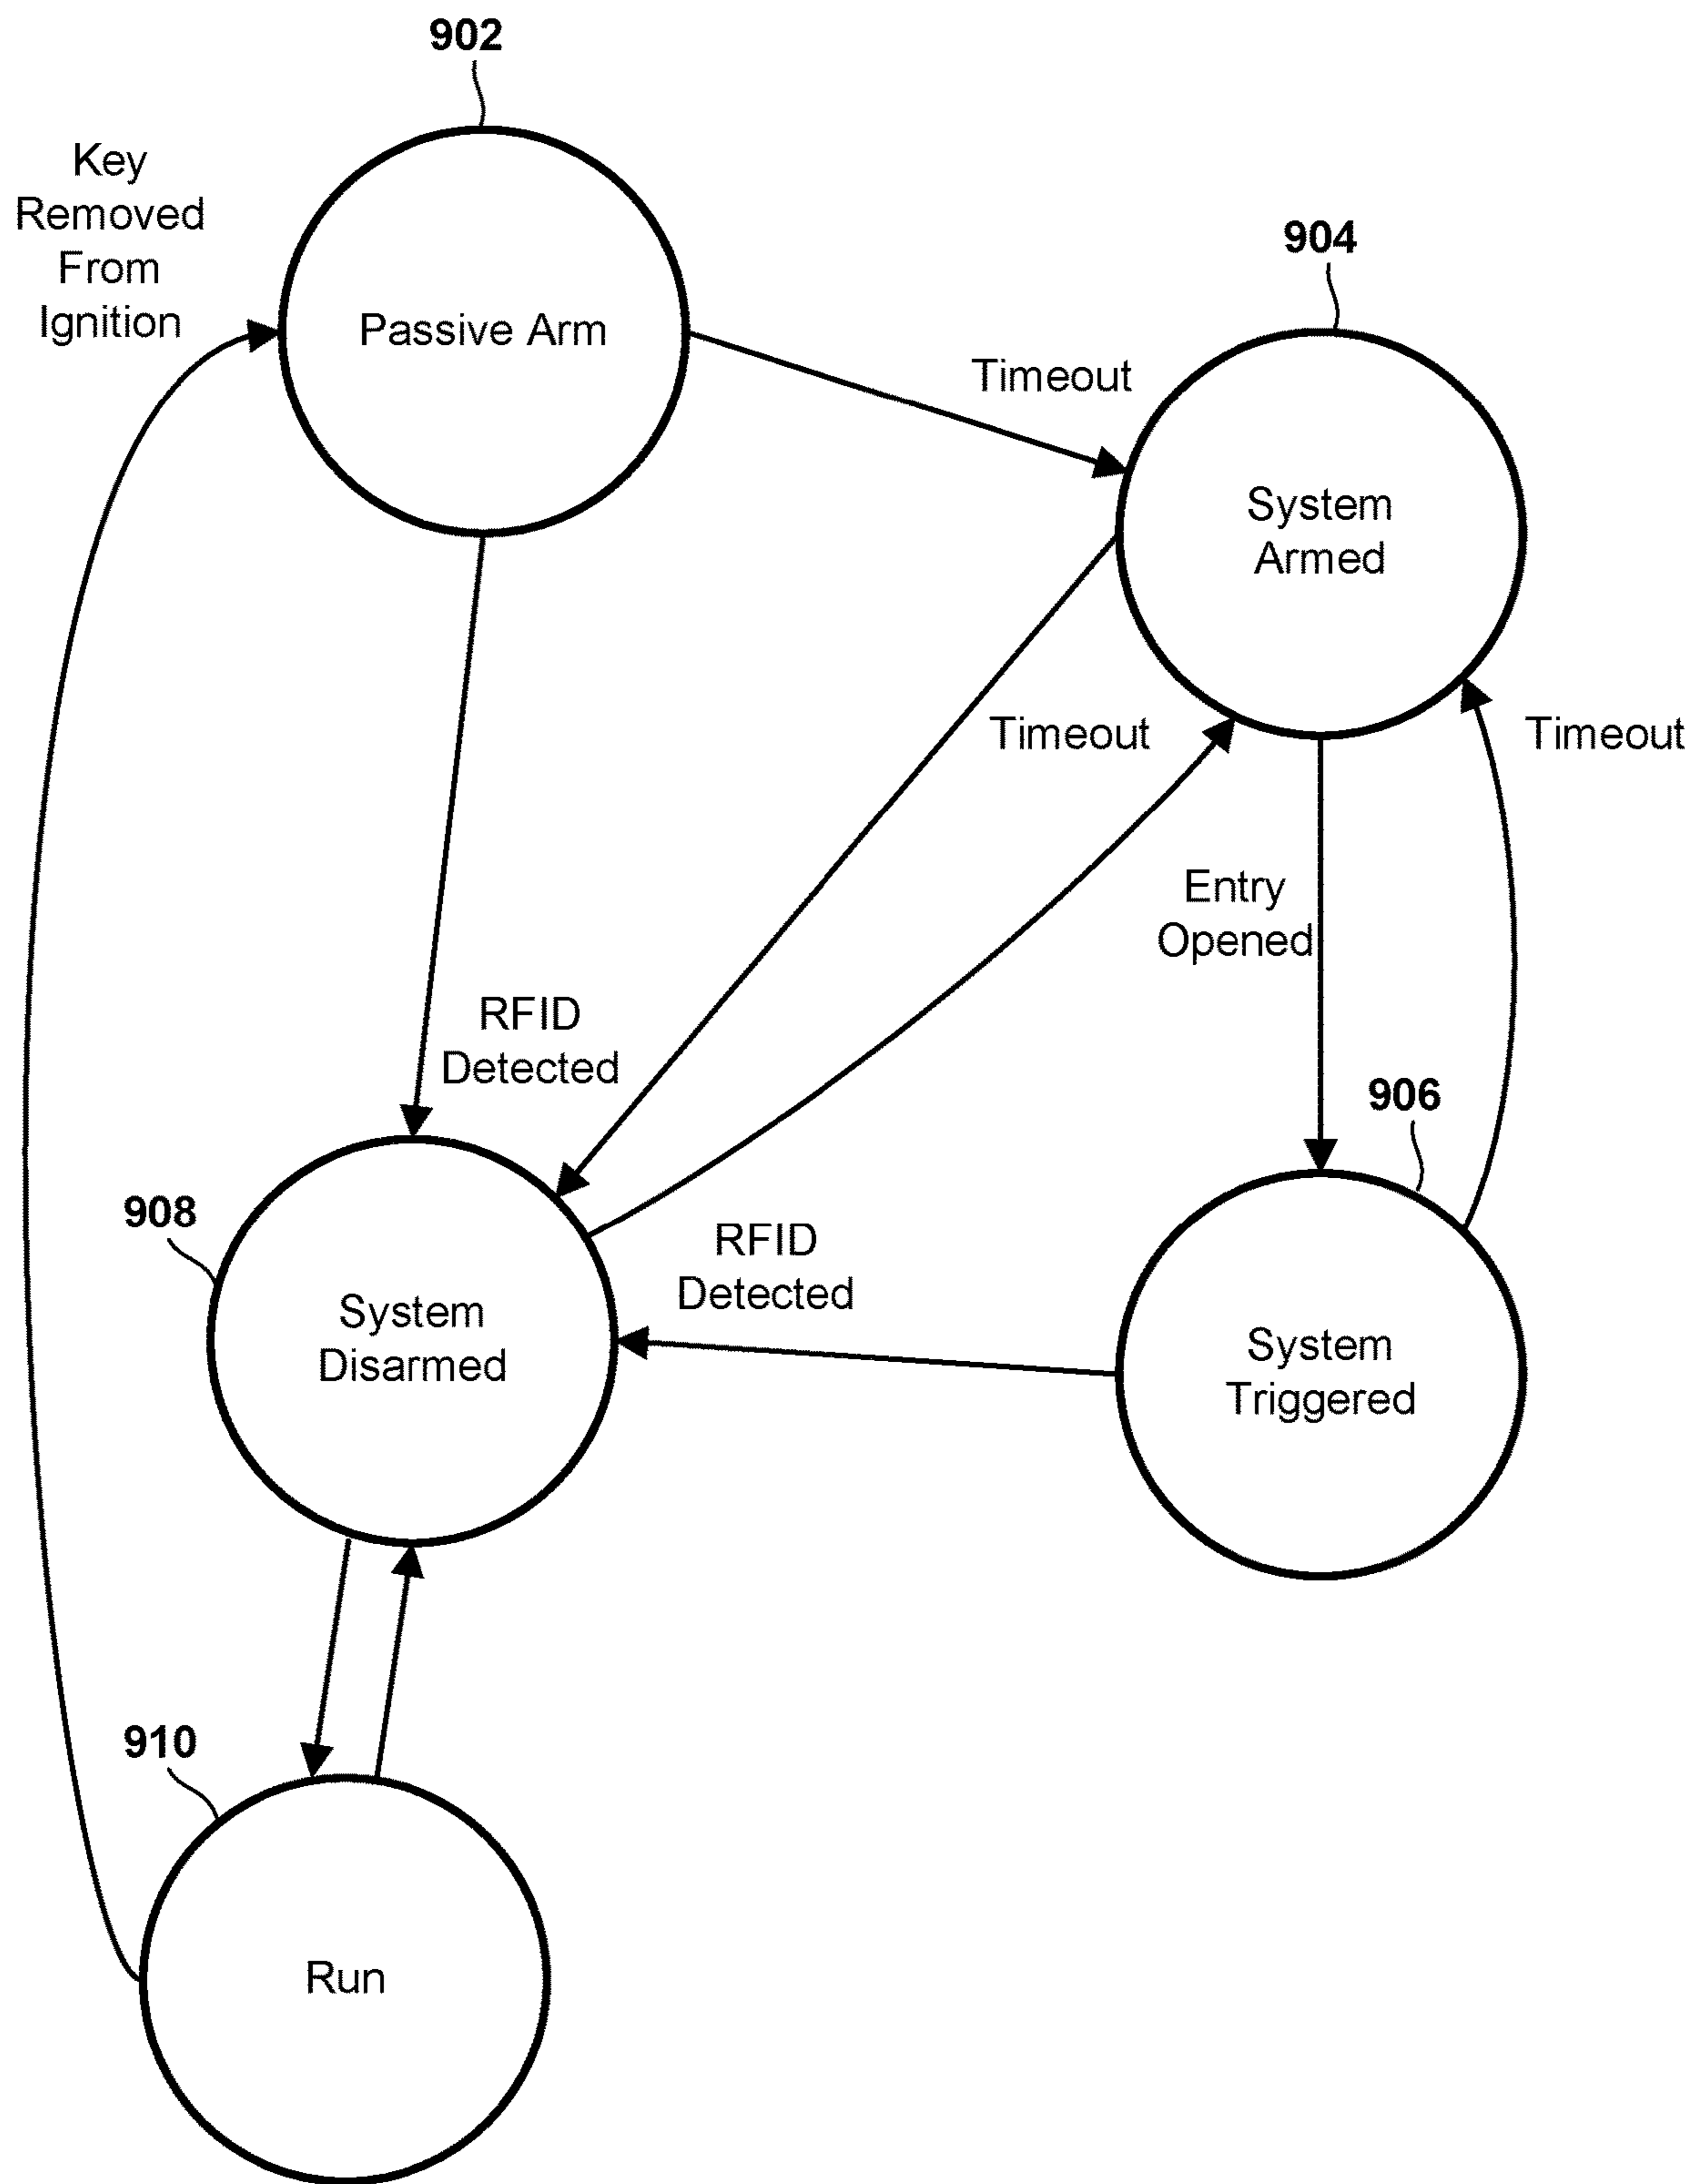 902
Key
Removed
From
Ignition
Passive Arm
904
Timeout
System
Armed
Timeout
Timeout
Entry
Opened
RFID
Detected
906
908
RFID
Detected
System
Disarmed
System
Triggered
910
Run